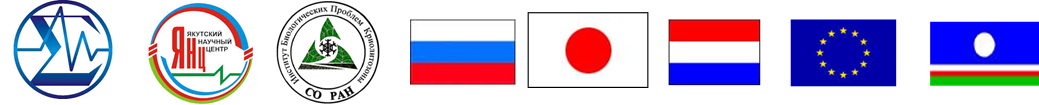 ЯКУТСКИЙ
НАУЧНЫЙ
ЦЕНТР
ЯНЦ
Институт Биологических Проблем Криолитозоны
СО РАН